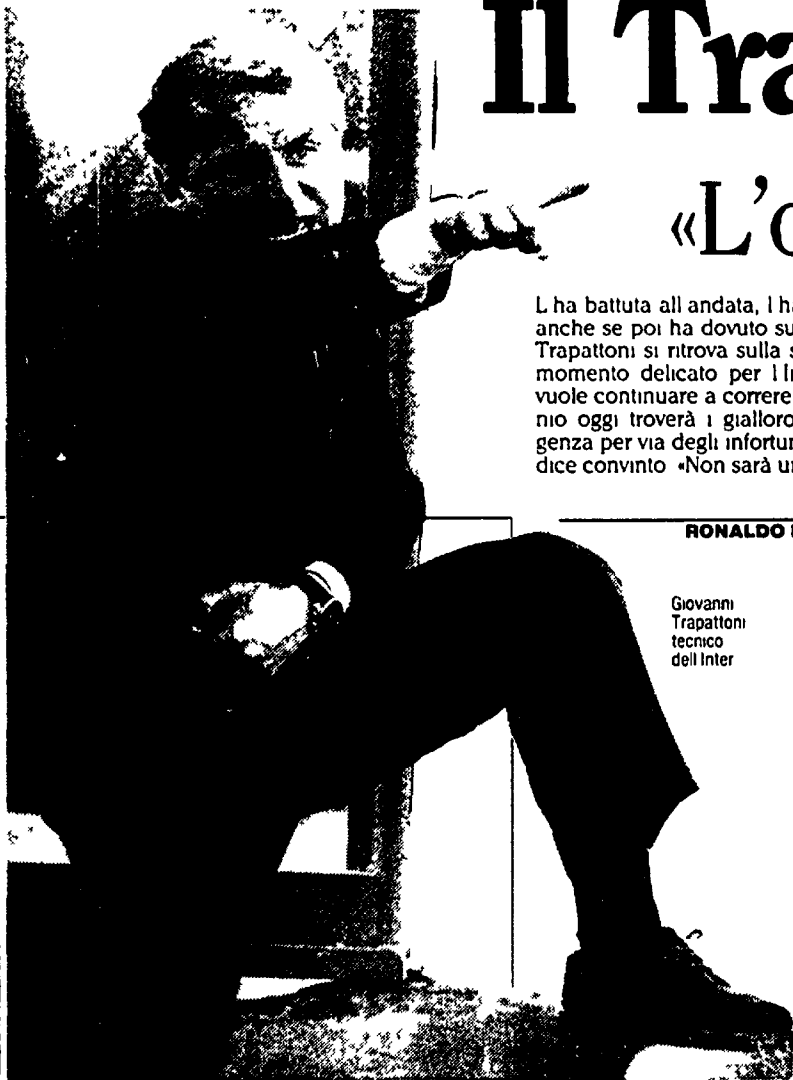 Il Tra
«L'o
L ha battuta all andata, l ha
anche se poi ha dovuto su
Trapattoni si ritrova sulla s
momento delicato per l In
vuole continuare a correre
nio oggi troverà i gialloro
genza per via degli infortun
dice convinto «Non sarà un
RONALDO
Giovanni
Trapattoni
tecnico
dell Inter